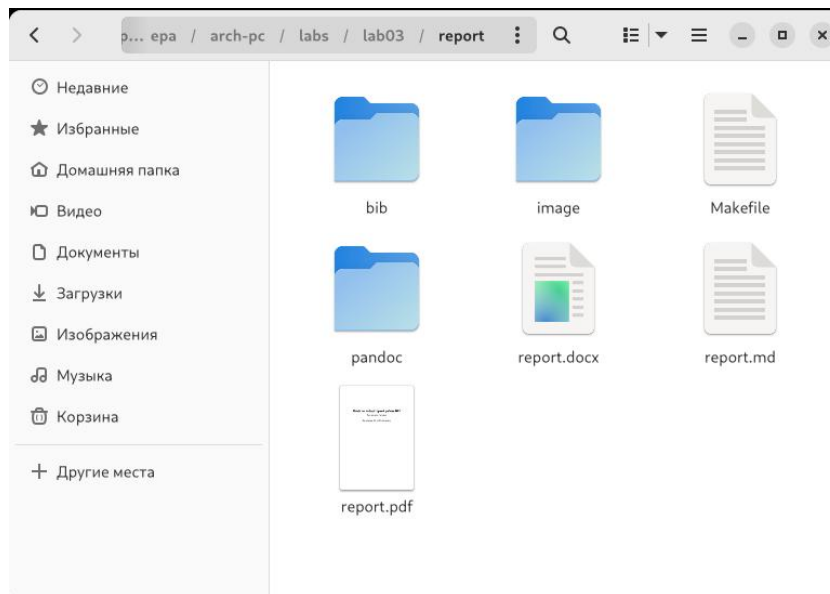 р... ера / arch-pc / labs / lab03 / report
Недавние
Избранные
Домашняя папка
Видео
Документы
Загрузки
Изображения
Музыка
Корзина
Другие места
bib
image
Makefile
pandoc
report.docx
report.md
report.pdf